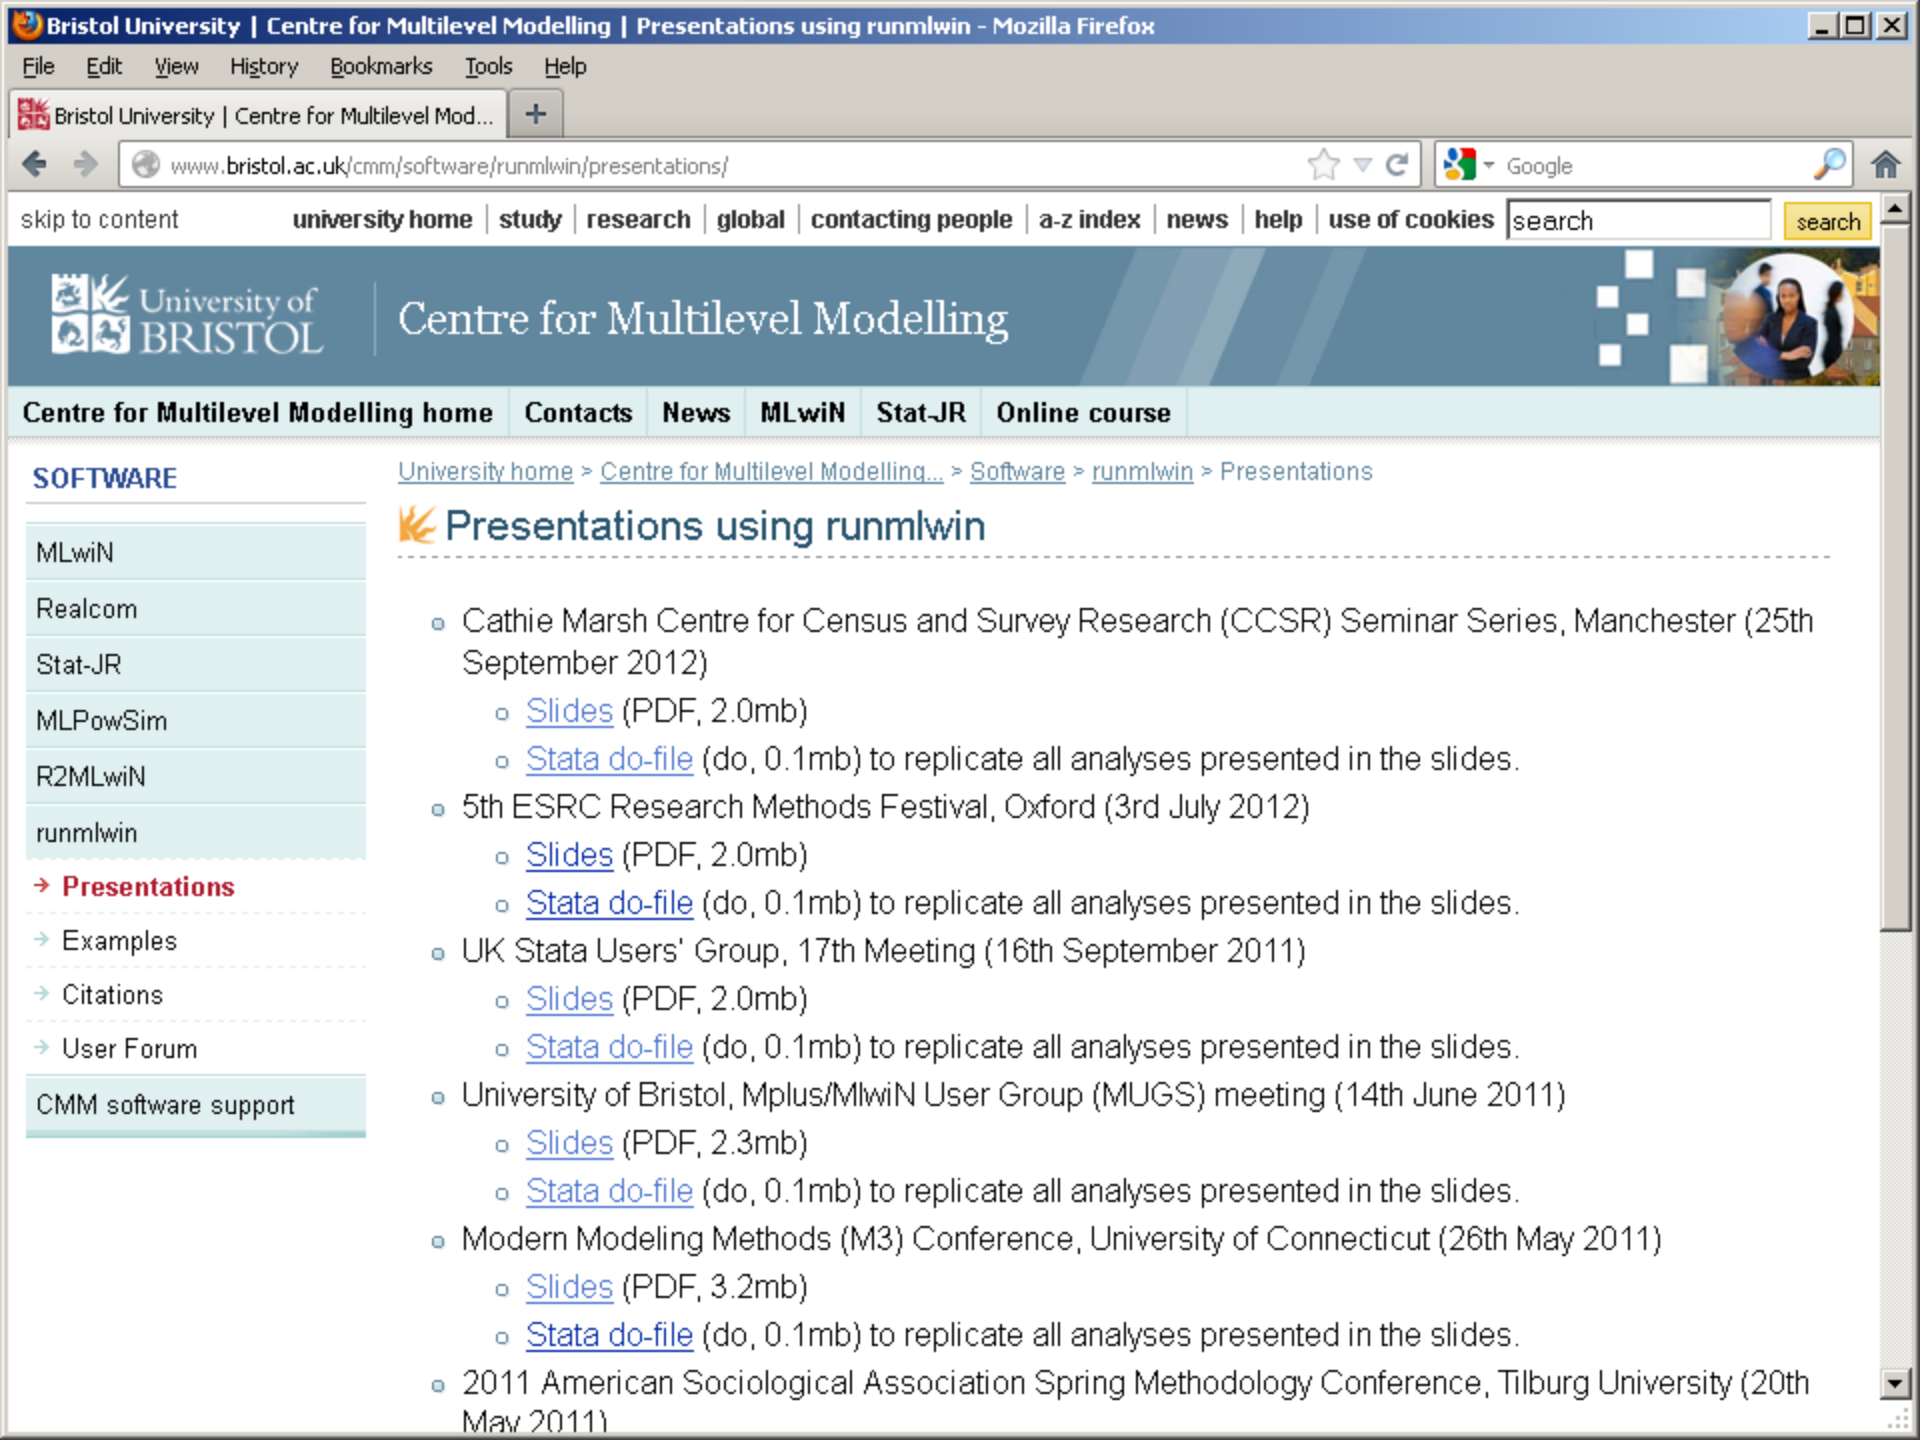 Bristol University | Centre for Multilevel Modelling | Presentations using runmlwin - Mozilla Firefox
File Edit View History Bookmarks Tools Help
Bristol University | Centre for Multilevel Mod... +
www.bristol.ac.uk/cmm/software/runmlwin/presentations/ Google
skip to content university home study research global contacting people a-z index news help use of cookies search search
University of
BRISTOL
Centre for Multilevel Modelling
Centre for Multilevel Modelling home Contacts News MLwiN Stat-JR Online course
SOFTWARE
MLwiN
Realcom
Stat-JR
MLPowSim
R2MLwiN
runmlwin
Presentations
Examples
Citations
User Forum
CMM software support
University home > Centre for Multilevel Modelling... > Software > runmlwin > Presentations
Presentations using runmlwin
Cathie Marsh Centre for Census and Survey Research (CCSR) Seminar Series, Manchester (25th
September 2012)
Slides (PDF, 2.0mb)
Stata do-file (do, 0.1mb) to replicate all analyses presented in the slides.
5th ESRC Research Methods Festival, Oxford (3rd July 2012)
Slides (PDF, 2.0mb)
Stata do-file (do, 0.1mb) to replicate all analyses presented in the slides.
UK Stata Users' Group, 17th Meeting (16th September 2011)
Slides (PDF, 2.0mb)
Stata do-file (do, 0.1mb) to replicate all analyses presented in the slides.
University of Bristol, Mplus/MlwiN User Group (MUGS) meeting (14th June 2011)
Slides (PDF, 2.3mb)
Stata do-file (do, 0.1mb) to replicate all analyses presented in the slides.
Modern Modeling Methods (M3) Conference, University of Connecticut (26th May 2011)
Slides (PDF, 3.2mb)
Stata do-file (do, 0.1mb) to replicate all analyses presented in the slides.
2011 American Sociological Association Spring Methodology Conference, Tilburg University (20th
May 2011)